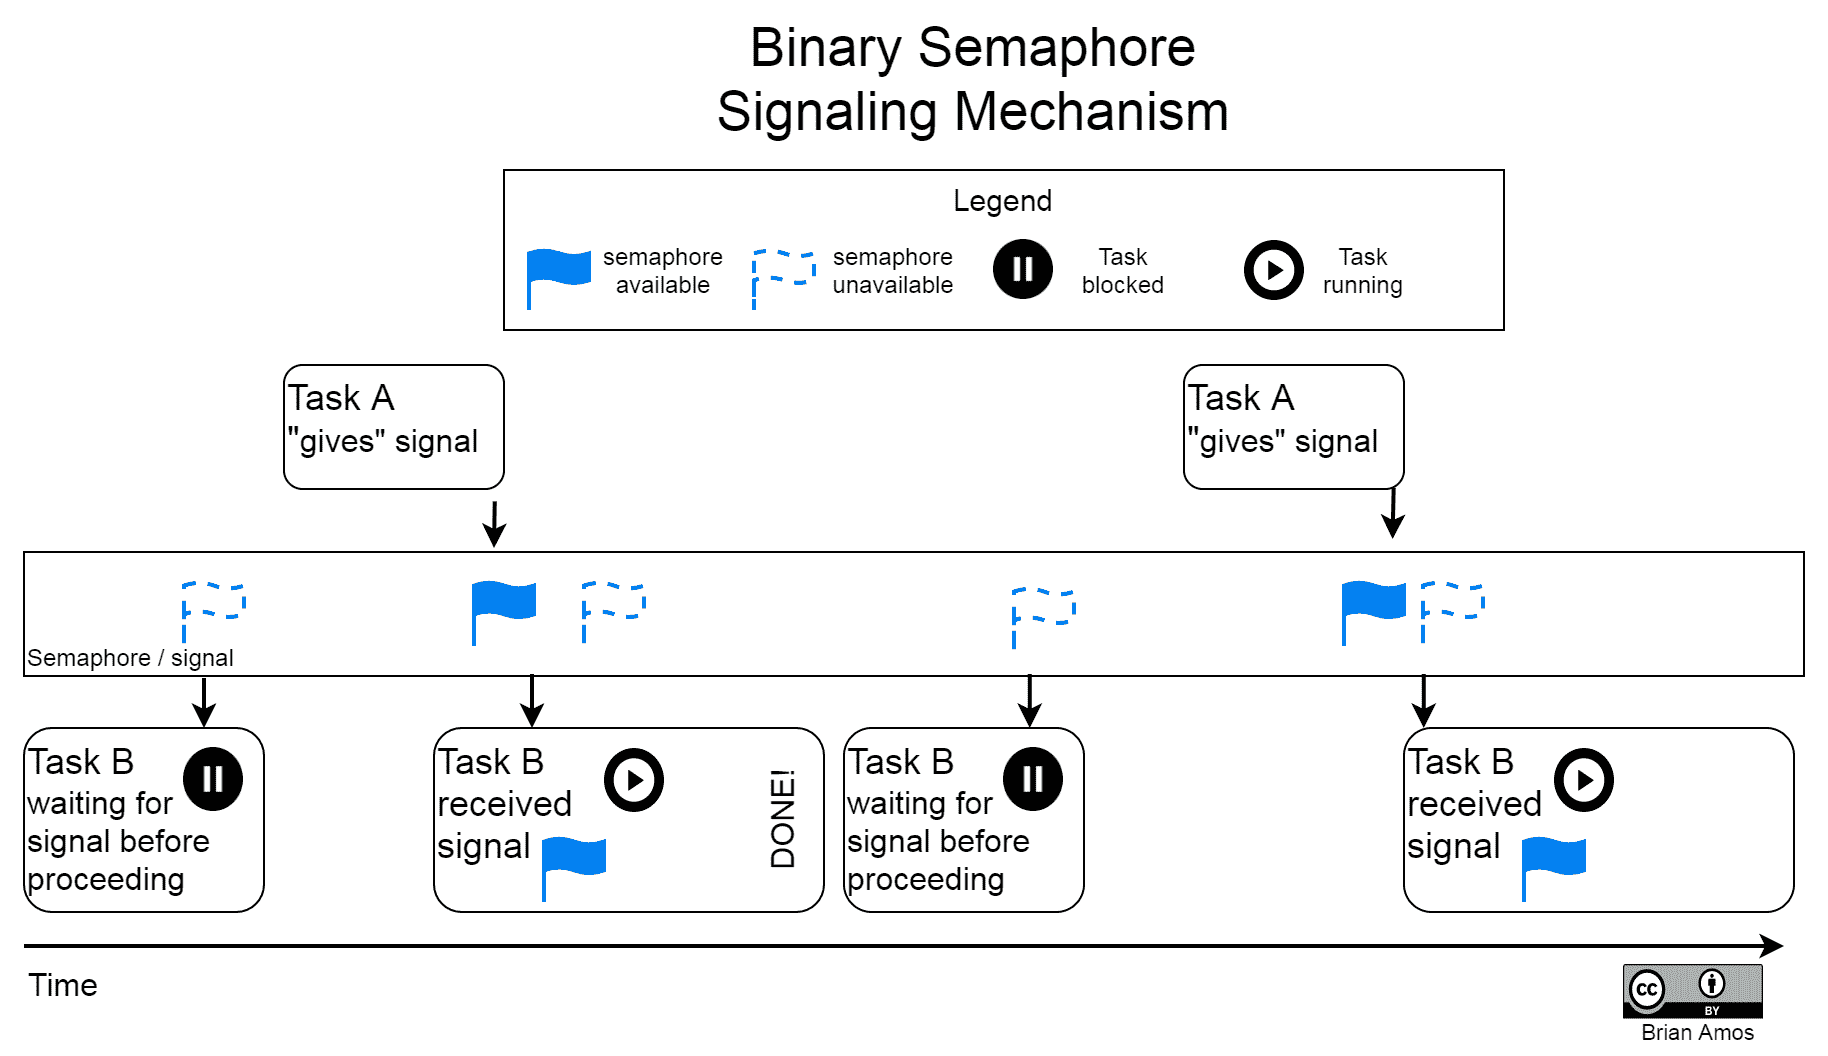 Binary Semaphore
Signaling Mechanism
Legend
semaphore
available
semaphore
unavailable
Task
blocked
Task
running
Task A
"gives" signal
Task A
"gives" signal
Semaphore / signal
Task B
waiting for
signal before
proceeding
Task B
received
signal
DONE!
Task B
waiting for
signal before
proceeding
Task B
received
signal
Time
cc
BY
Brian Amos